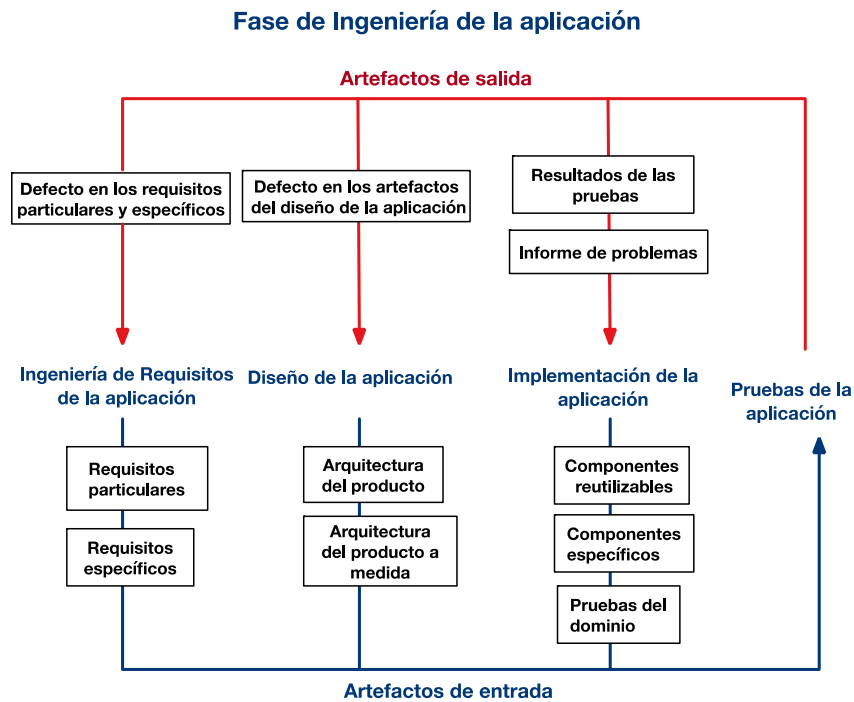 Fase de Ingeniería de la aplicación
Artefactos de salida
Defecto en los requisitos
particulares y específicos
Defecto en los artefactos
del diseño de la aplicación
Resultados de las
pruebas
Informe de problemas
Ingeniería de Requisitos
de la aplicación
Diseño de la aplicación
Implementación de la
aplicación
Pruebas de la
aplicación
Requisitos
particulares
Requisitos
específicos
Arquitectura
del producto
Arquitectura
del producto a
medida
Componentes
reutilizables
Componentes
específicos
Pruebas del
dominio
Artefactos de entrada